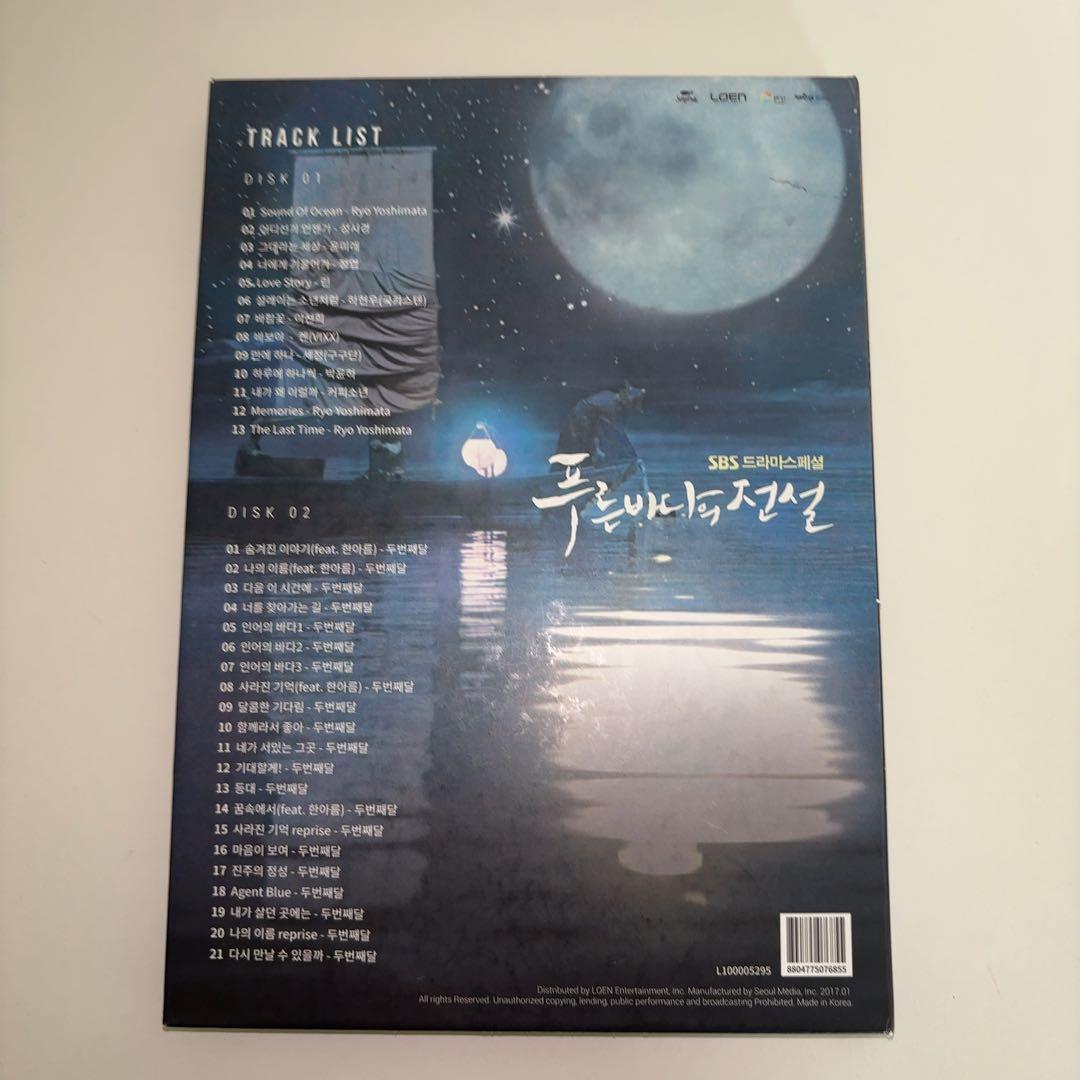 LOEN
TRACK LIST
DISK 01
01 Sound Of Ocean - Ryo Yoshimata
02 어디선가 언젠가 - 성시경
03 그대라는 세상 - 윤미래
04 너에게 기울어가 - 정엽
05. Love Story - 린
06 설레이는 소년처럼 - 하현우(국카스텐)
07 바람꽃 - 이선희
08 바보야 - 켄(VIXX)
09 만에 하나 - 세정(구구단)
10 하루에 하나씩 - 박윤하
11 내가 왜 이럴까 - 커피소년
12 Memories - Ryo Yoshimata
13 The Last Time - Ryo Yoshimata
SBS 드라마스페셜
푸른 바다의 전설
DISK 02
01 숨겨진 이야기(feat. 한아름) - 두번째달
02 나의 이름(feat. 한아름) - 두번째달
03 다음 이 시간에 - 두번째달
04 너를 찾아가는 길 - 두번째달
05 인어의 바다1 - 두번째달
06 인어의 바다2 - 두번째달
07 인어의 바다3 - 두번째달
08 사라진 기억(feat. 한아름) - 두번째달
09 달콤한 기다림 - 두번째달
10 함께라서 좋아 - 두번째달
11 네가 서있는 그곳 - 두번째달
12 기대할게! - 두번째달
13 등대 - 두번째달
14 꿈속에서(feat. 한아름) - 두번째달
15 사라진 기억 reprise - 두번째달
16 마음이 보여 - 두번째달
17 진주의 정성 - 두번째달
18 Agent Blue - 두번째달
19 내가 살던 곳에는 - 두번째달
20 나의 이름 reprise - 두번째달
21 다시 만날 수 있을까 - 두번째달
L100005295
8804775076855
Distributed by LOEN Entertainment, Inc. Manufactured by Seoul Media, Inc. 2017.01
All rights Reserved. Unauthorized copying, lending, public performance and broadcasting Prohibited. Made in Korea